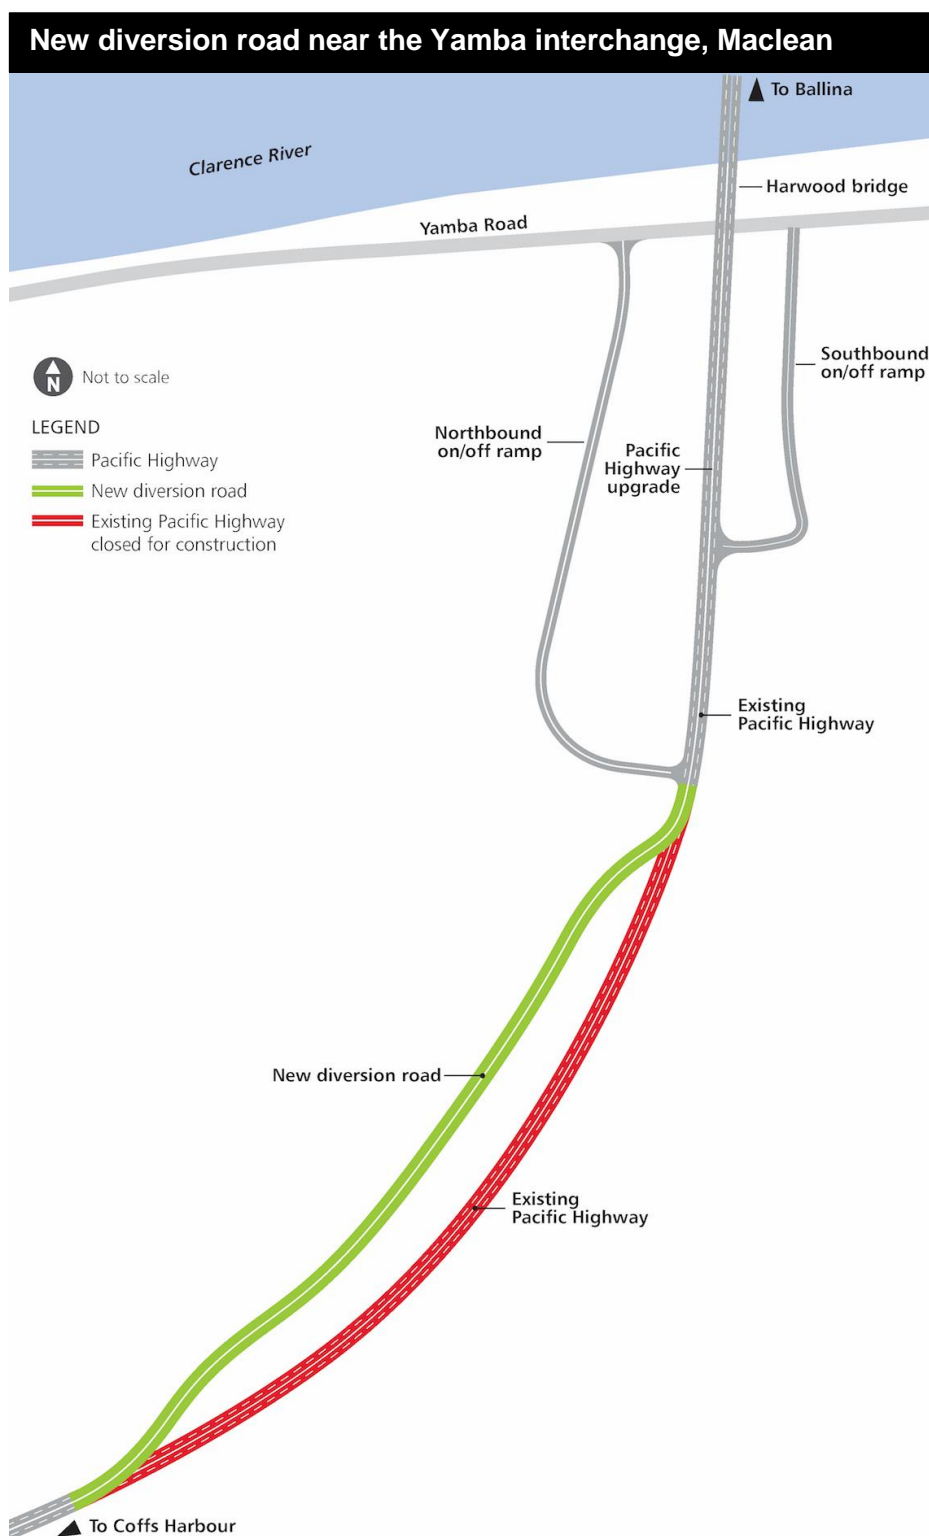 New diversion road near the Yamba interchange, Maclean
To Ballina
Clarence River
Harwood bridge
Yamba Road
Southbound
on/off ramp
N
Not to scale
LEGEND
Pacific Highway
New diversion road
Existing Pacific Highway
closed for construction
Northbound
on/off ramp
Pacific
Highway
upgrade
Existing
Pacific Highway
New diversion road
Existing
Pacific Highway
To Coffs Harbour